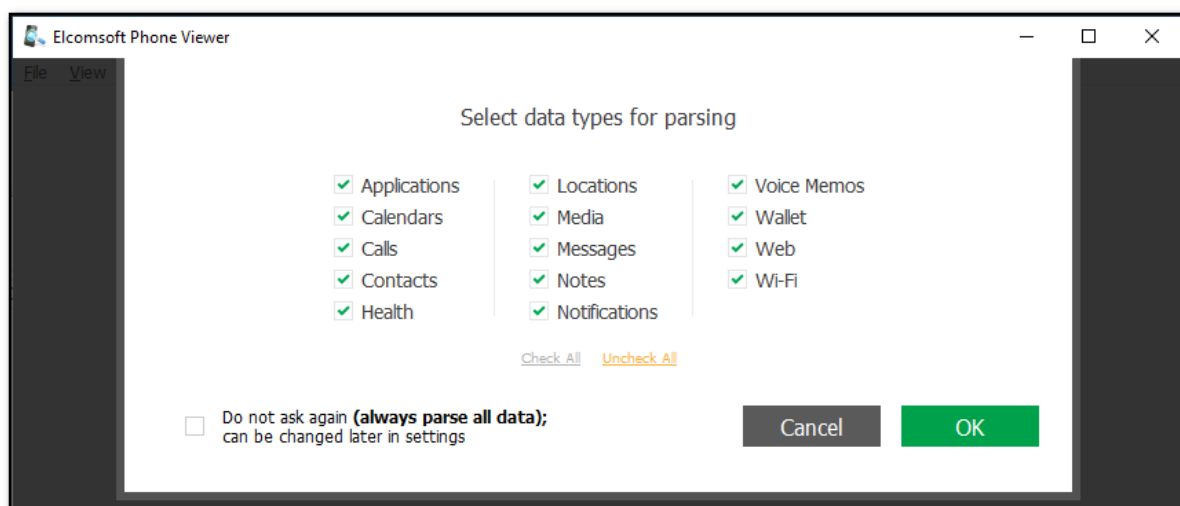 Elcomsoft Phone Viewer
File View
Select data types for parsing
Applications
Calendars
Calls
Contacts
Health
Locations
Media
Messages
Notes
Notifications
Voice Memos
Wallet
Web
Wi-Fi
Check All Uncheck All
Do not ask again (always parse all data);
can be changed later in settings
Cancel OK